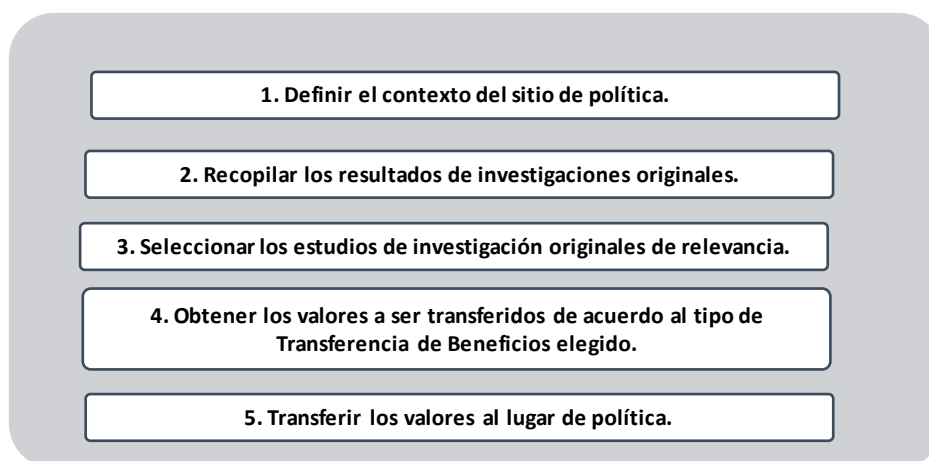 1. Definir el contexto del sitio de política.
2. Recopilar los resultados de investigaciones originales.
3. Seleccionar los estudios de investigación originales de relevancia.
4. Obtener los valores a ser transferidos de acuerdo al tipo de
Transferencia de Beneficios elegido.
5. Transferir los valores al lugar de política.